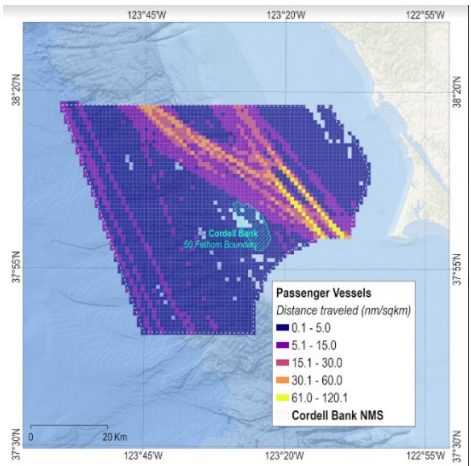 123°45'W 123°20'W 122°55'W
38°20'N 38°20'N
Cordell Bank
50 Fathom Boundary
37°55'N 37°55'N
Passenger Vessels
Distance traveled (nm/sqkm)
0.1 - 5.0
5.1 - 15.0
15.1 - 30.0
30.1 - 60.0
61.0 - 120.1
Cordell Bank NMS
0 20 Km
37°30'N 37°30'N
123°45'W 123°20'W 122°55'W